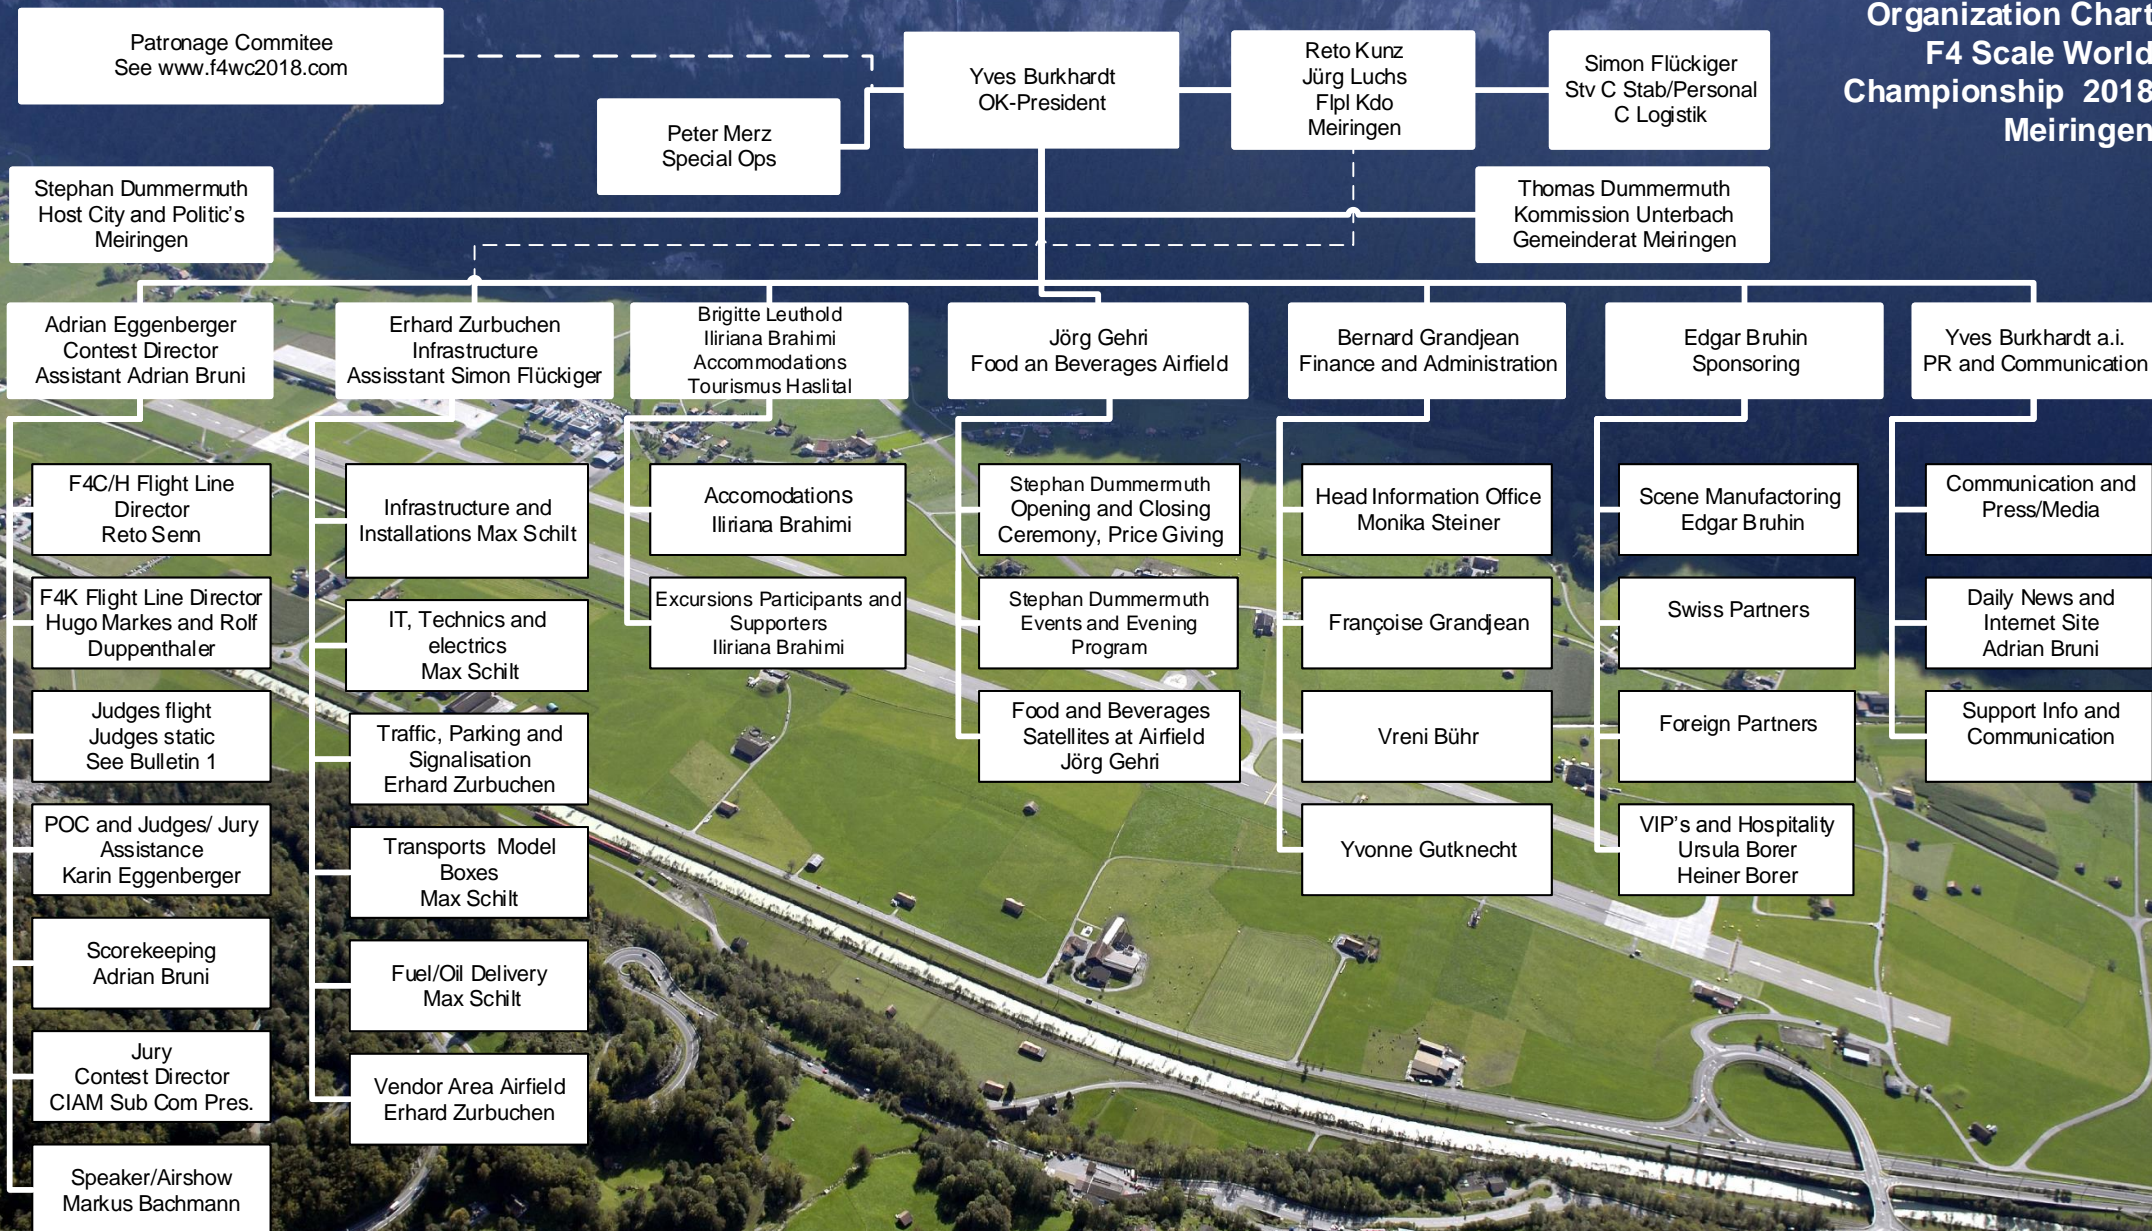 Organization Chart
F4 Scale World
Championship 2018
Meiringen
Patronage Commitee
See www.f4wc2018.com
Yves Burkhardt
OK-President
Reto Kunz
Jürg Luchs
Flpl Kdo
Meiringen
Simon Flückiger
Stv C Stab/Personal
C Logistik
Peter Merz
Special Ops
Stephan Dummermuth
Host City and Politic's
Meiringen
Thomas Dummermuth
Kommission Unterbach
Gemeinderat Meiringen
Adrian Eggenberger
Contest Director
Assistant Adrian Bruni
Erhard Zurbuchen
Infrastructure
Assisstant Simon Flückiger
Brigitte Leuthold
Iliriana Brahimi
Accommodations
Tourismus Haslital
Jörg Gehri
Food an Beverages Airfield
Bernard Grandjean
Finance and Administration
Edgar Bruhin
Sponsoring
Yves Burkhardt a.i.
PR and Communication
F4C/H Flight Line
Director
Reto Senn
F4K Flight Line Director
Hugo Markes and Rolf
Duppenthaler
Judges flight
Judges static
See Bulletin 1
POC and Judges/ Jury
Assistance
Karin Eggenberger
Scorekeeping
Adrian Bruni
Jury
Contest Director
CIAM Sub Com Pres.
Speaker/Airshow
Markus Bachmann
Infrastructure and
Installations Max Schilt
IT, Technics and
electrics
Max Schilt
Traffic, Parking and
Signalisation
Erhard Zurbuchen
Transports Model
Boxes
Max Schilt
Fuel/Oil Delivery
Max Schilt
Vendor Area Airfield
Erhard Zurbuchen
Accomodations
Iliriana Brahimi
Excursions Participants and
Supporters
Iliriana Brahimi
Stephan Dummermuth
Opening and Closing
Ceremony, Price Giving
Stephan Dummermuth
Events and Evening
Program
Food and Beverages
Satellites at Airfield
Jörg Gehri
Head Information Office
Monika Steiner
Françoise Grandjean
Vreni Bühr
Yvonne Gutknecht
Scene Manufactoring
Edgar Bruhin
Swiss Partners
Foreign Partners
VIP's and Hospitality
Ursula Borer
Heiner Borer
Communication and
Press/Media
Daily News and
Internet Site
Adrian Bruni
Support Info and
Communication